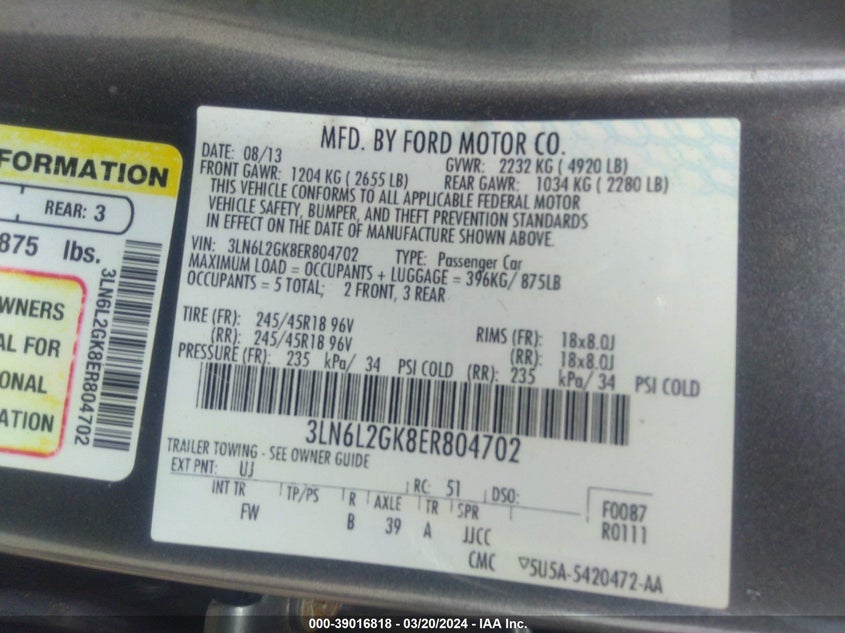 FORMATION
REAR: 3
875 lbs.
WNERS
AL FOR
ONAL
ATION
3LN6L2GK8ER804702
MFD. BY FORD MOTOR CO.
DATE: 08/13 GVWR: 2232 KG ( 4920 LB)
FRONT GAWR: 1204 KG ( 2655 LB) REAR GAWR: 1034 KG ( 2280 LB)
THIS VEHICLE CONFORMS TO ALL APPLICABLE FEDERAL MOTOR
VEHICLE SAFETY, BUMPER, AND THEFT PREVENTION STANDARDS
IN EFFECT ON THE DATE OF MANUFACTURE SHOWN ABOVE.
VIN: 3LN6L2GK8ER804702 TYPE: Passenger Car
MAXIMUM LOAD = OCCUPANTS + LUGGAGE = 396KG/ 875LB
OCCUPANTS = 5 TOTAL; 2 FRONT, 3 REAR
TIRE (FR): 245/45R18 96V RIMS (FR): 18x8.0J
(RR): 245/45R18 96V (RR): 18x8.0J
PRESSURE (FR): 235 kPa/ 34 PSI COLD (RR): 235 kPa/ 34 PSI COLD
3LN6L2GK8ER804702
TRAILER TOWING - SEE OWNER GUIDE
EXT PNT: UJ RC: 51 DSO:
INT TR TP/PS R AXLE TR SPR F0087
FW B 39 A JJCC R0111
CMC ▽5U5A-5420472-AA
000-39016818 - 03/20/2024 - IAA Inc.